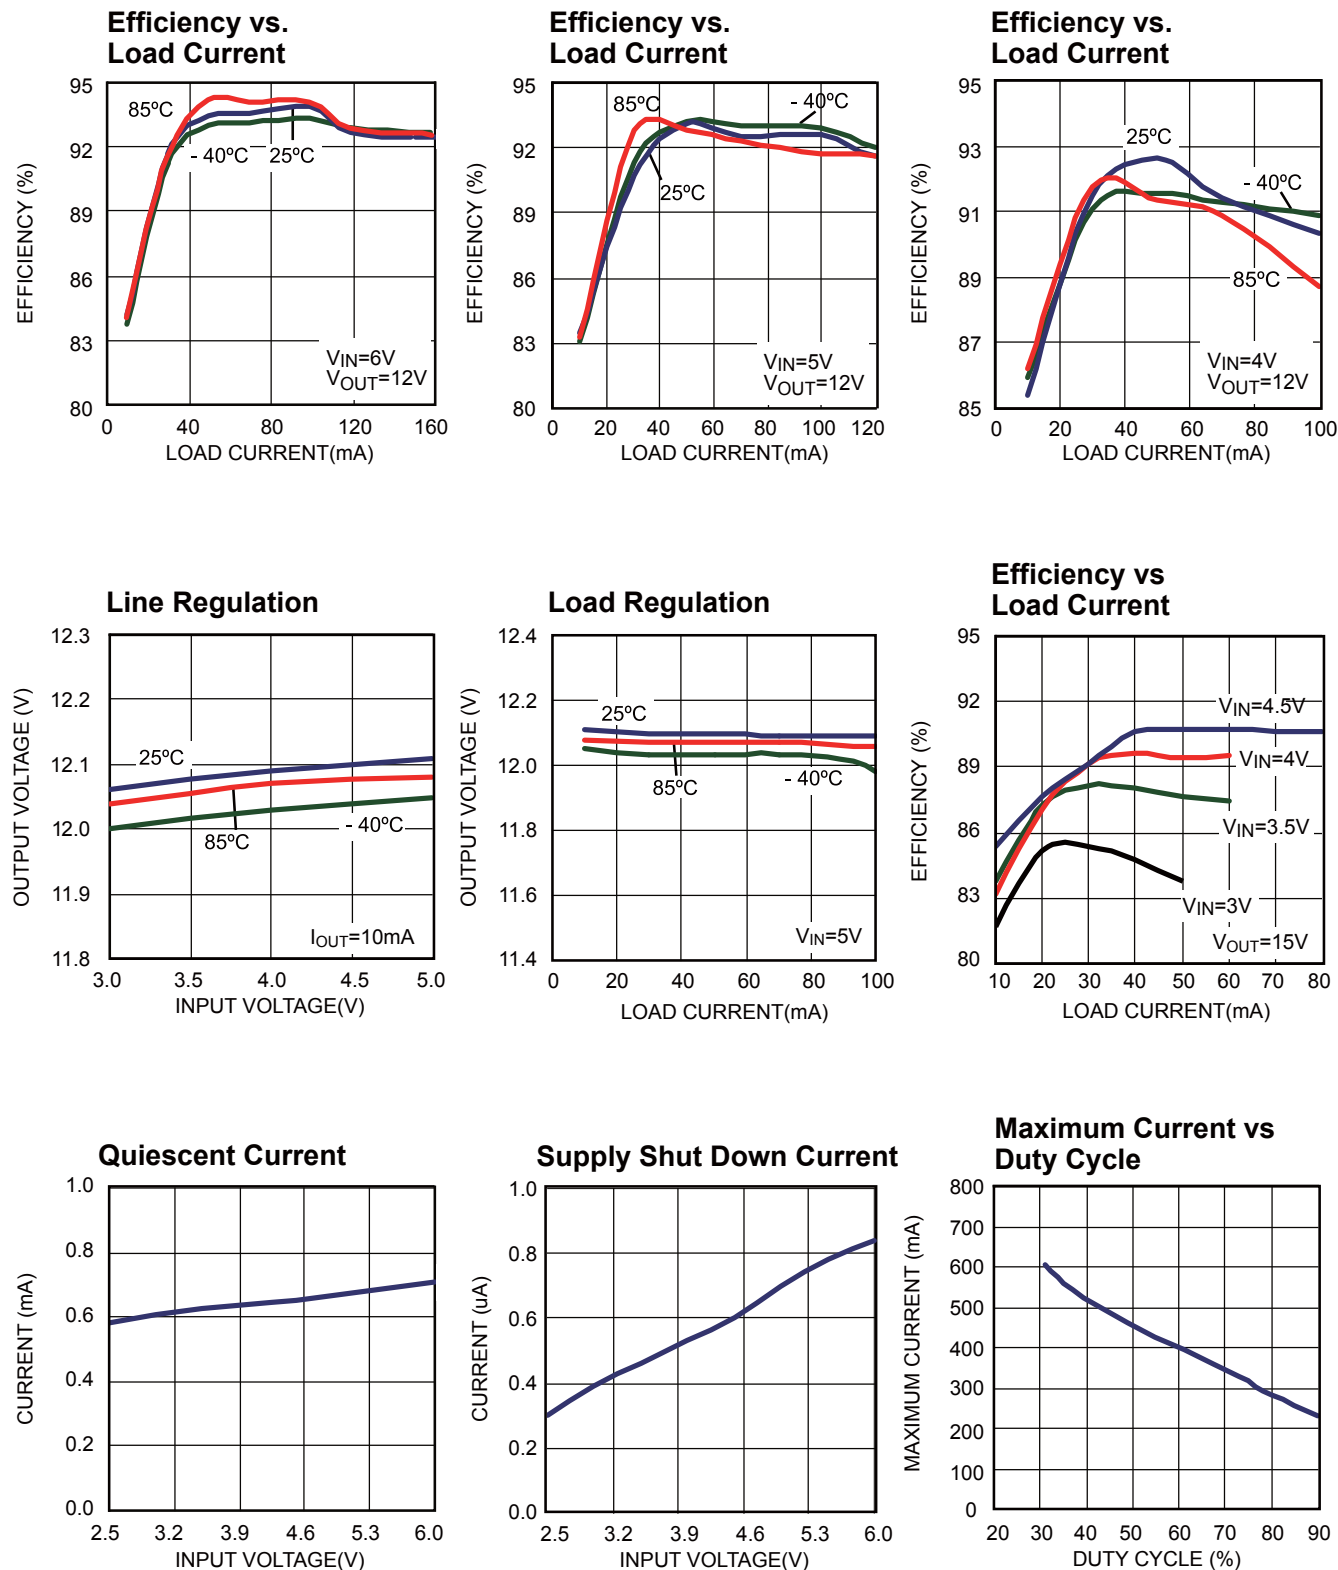 Efficiency vs.
Load Current
95
92
89
86
83
80
EFFICIENCY (%)
85ºC
- 40ºC
25ºC
VIN=6V
VOUT=12V
0 40 80 120 160
LOAD CURRENT(mA)
Efficiency vs.
Load Current
95
92
89
86
83
80
EFFICIENCY (%)
85ºC
- 40ºC
25ºC
VIN=5V
VOUT=12V
0 20 40 60 80 100 120
LOAD CURRENT(mA)
Efficiency vs.
Load Current
95
93
91
89
87
85
EFFICIENCY (%)
25ºC
- 40ºC
85ºC
VIN=4V
VOUT=12V
0 20 40 60 80 100
LOAD CURRENT(mA)
Line Regulation
12.3
12.2
12.1
12.0
11.9
11.8
OUTPUT VOLTAGE (V)
25ºC
85ºC
- 40ºC
IOUT=10mA
3.0 3.5 4.0 4.5 5.0
INPUT VOLTAGE(V)
Load Regulation
12.4
12.2
12.0
11.8
11.6
11.4
OUTPUT VOLTAGE (V)
25ºC
85ºC
- 40ºC
VIN=5V
0 20 40 60 80 100
LOAD CURRENT(mA)
Efficiency vs
Load Current
95
92
89
86
83
80
EFFICIENCY (%)
VIN=4.5V
VIN=4V
VIN=3.5V
VIN=3V
VOUT=15V
10 20 30 40 50 60 70 80
LOAD CURRENT(mA)
Quiescent Current
1.0
0.8
0.6
0.4
0.2
0.0
CURRENT (mA)
2.5 3.2 3.9 4.6 5.3 6.0
INPUT VOLTAGE(V)
Supply Shut Down Current
1.0
0.8
0.6
0.4
0.2
0.0
CURRENT (uA)
2.5 3.2 3.9 4.6 5.3 6.0
INPUT VOLTAGE(V)
Maximum Current vs
Duty Cycle
800
700
600
500
400
300
200
100
0
MAXIMUM CURRENT (mA)
20 30 40 50 60 70 80 90
DUTY CYCLE (%)